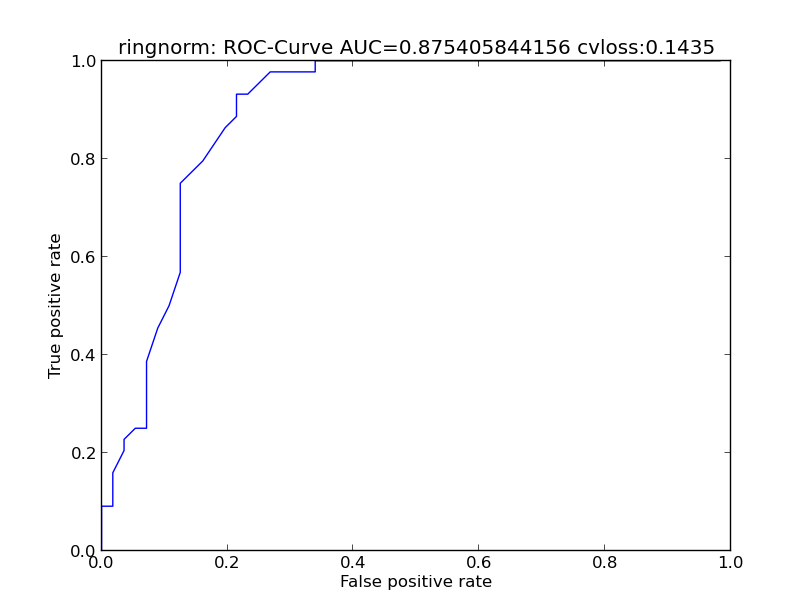 ringnorm: ROC-Curve AUC=0.875405844156 cvloss:0.1435
1.0
0.8
0.6
0.4
0.2
0.0
True positive rate
0.0 0.2 0.4 0.6 0.8 1.0
False positive rate